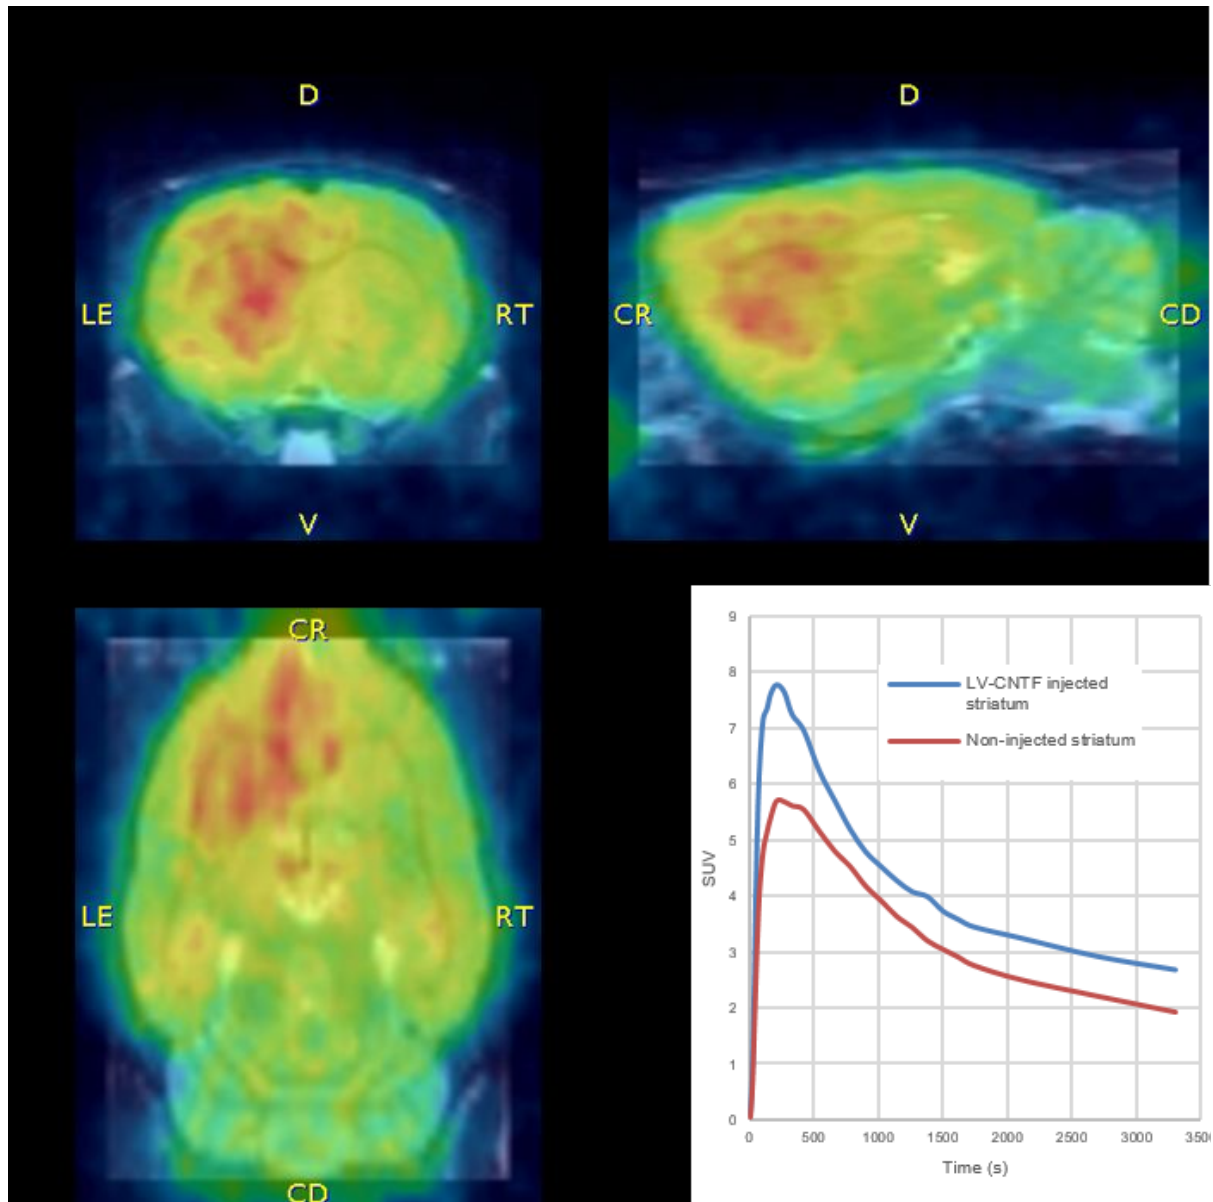 D
D
LE
RT
CR
CD
V
V
CR
LE
RT
CD
9
8
7
6
5
4
3
2
1
0
SUV
LV-CNTF injected
striatum
Non-injected striatum
0 500 1000 1500 2000 2500 3000 350
Time (s)